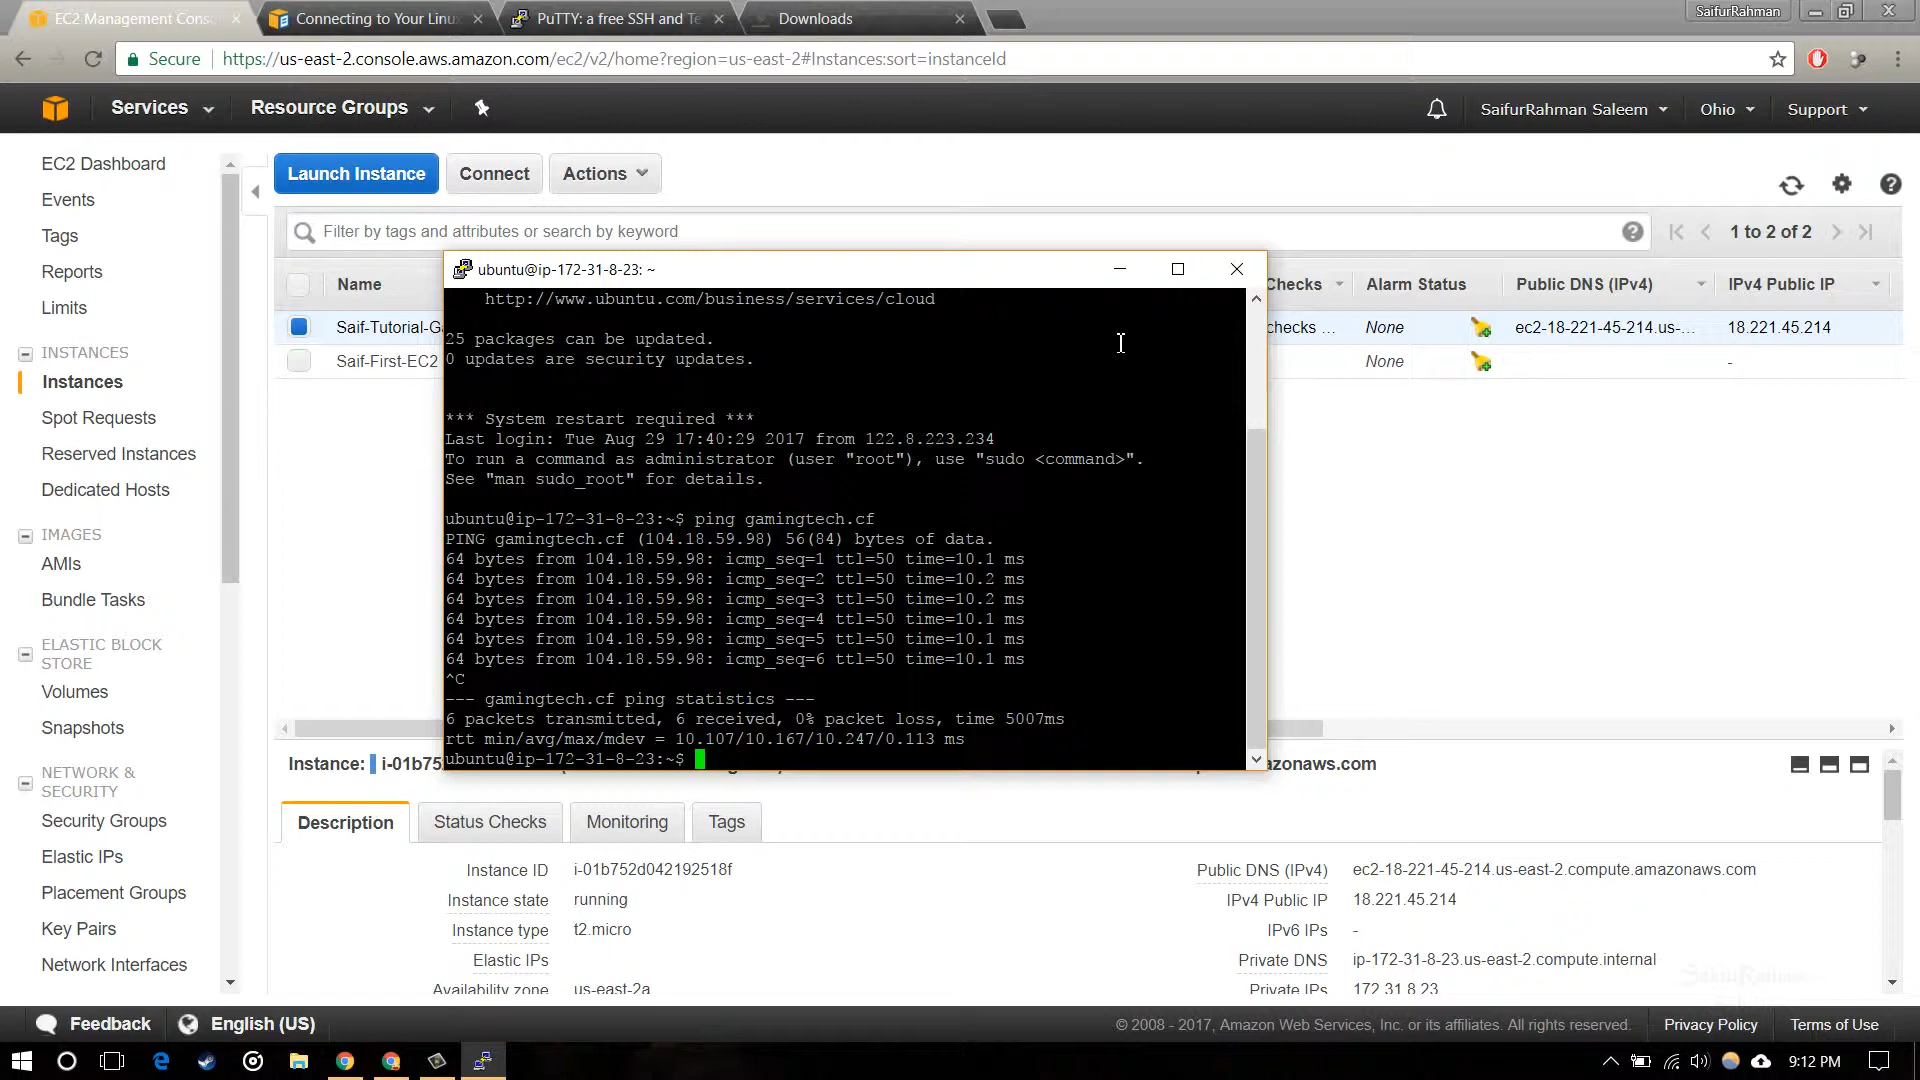 EC2 Management Cons
Connecting to Your Linu
PuTTY: a free SSH and Te
Downloads
SaifurRahman
Secure
https://us-east-2.console.aws.amazon.com/ec2/v2/home?region=us-east-2#Instances:sort=instanceId
Services
Resource Groups
SaifurRahman Saleem
Ohio
Support
EC2 Dashboard
Events
Tags
Reports
Limits
INSTANCES
Instances
Spot Requests
Reserved Instances
Dedicated Hosts
IMAGES
AMIs
Bundle Tasks
ELASTIC BLOCK
STORE
Volumes
Snapshots
NETWORK &
SECURITY
Security Groups
Elastic IPs
Placement Groups
Key Pairs
Network Interfaces
Launch Instance
Connect
Actions
Filter by tags and attributes or search by keyword
1 to 2 of 2
Name
Checks
Alarm Status
Public DNS (IPv4)
IPv4 Public IP
Saif-Tutorial-G
checks ...
None
ec2-18-221-45-214.us-...
18.221.45.214
Saif-First-EC2
None
-
ubuntu@ip-172-31-8-23: ~
http://www.ubuntu.com/business/services/cloud
25 packages can be updated.
0 updates are security updates.
*** System restart required ***
Last login: Tue Aug 29 17:40:29 2017 from 122.8.223.234
To run a command as administrator (user "root"), use "sudo <command>".
See "man sudo_root" for details.
ubuntu@ip-172-31-8-23:~$ ping gamingtech.cf
PING gamingtech.cf (104.18.59.98) 56(84) bytes of data.
64 bytes from 104.18.59.98: icmp_seq=1 ttl=50 time=10.1 ms
64 bytes from 104.18.59.98: icmp_seq=2 ttl=50 time=10.2 ms
64 bytes from 104.18.59.98: icmp_seq=3 ttl=50 time=10.2 ms
64 bytes from 104.18.59.98: icmp_seq=4 ttl=50 time=10.1 ms
64 bytes from 104.18.59.98: icmp_seq=5 ttl=50 time=10.1 ms
64 bytes from 104.18.59.98: icmp_seq=6 ttl=50 time=10.1 ms
^C
--- gamingtech.cf ping statistics ---
6 packets transmitted, 6 received, 0% packet loss, time 5007ms
rtt min/avg/max/mdev = 10.107/10.167/10.247/0.113 ms
ubuntu@ip-172-31-8-23:~$
Instance:
i-01b75
azonaws.com
Description
Status Checks
Monitoring
Tags
Instance ID
i-01b752d042192518f
Public DNS (IPv4)
ec2-18-221-45-214.us-east-2.compute.amazonaws.com
Instance state
running
IPv4 Public IP
18.221.45.214
Instance type
t2.micro
IPv6 IPs
-
Elastic IPs
Private DNS
ip-172-31-8-23.us-east-2.compute.internal
Availability zone
us-east-2a
Private IPs
172.31.8.23
Feedback
English (US)
© 2008 - 2017, Amazon Web Services, Inc. or its affiliates. All rights reserved.
Privacy Policy
Terms of Use
9:12 PM